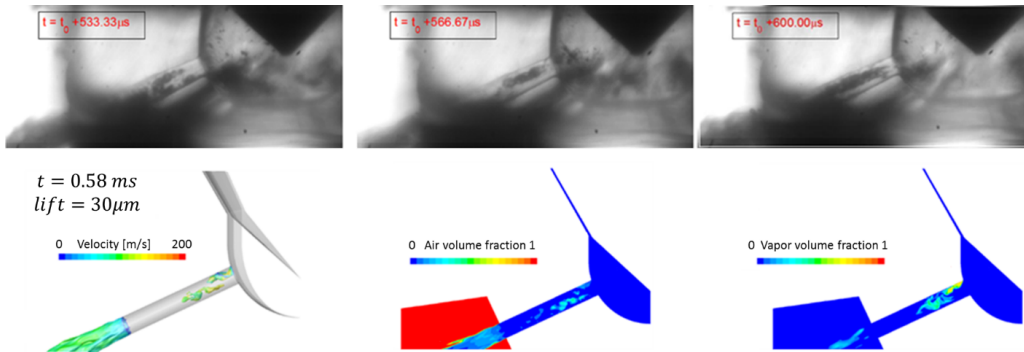 t = t0 +533.33µs
t = t0 +566.67µs
t = t0 +600.00µs
t = 0.58 ms
lift = 30µm
0 Velocity [m/s] 200
0 Air volume fraction 1
0 Vapor volume fraction 1